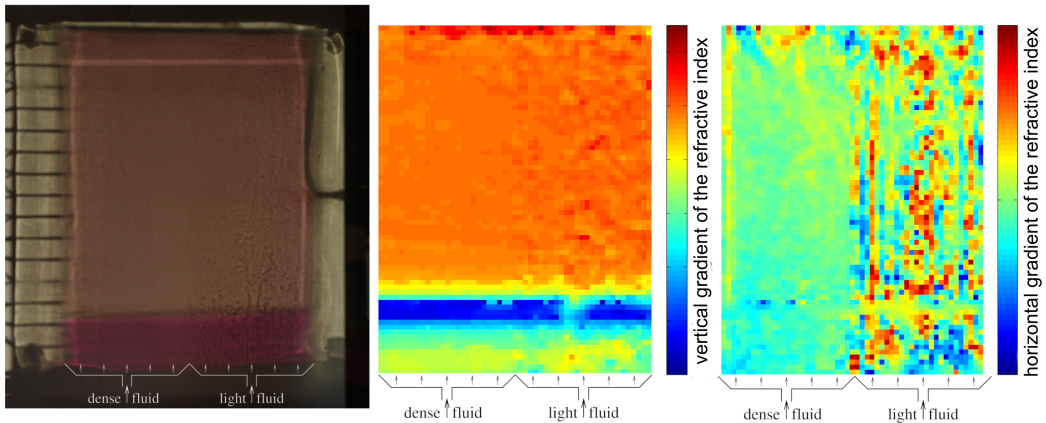 vertical gradient of the refractive index
horizontal gradient of the refractive index
dense fluid
light fluid
dense fluid
light fluid
dense fluid
light fluid